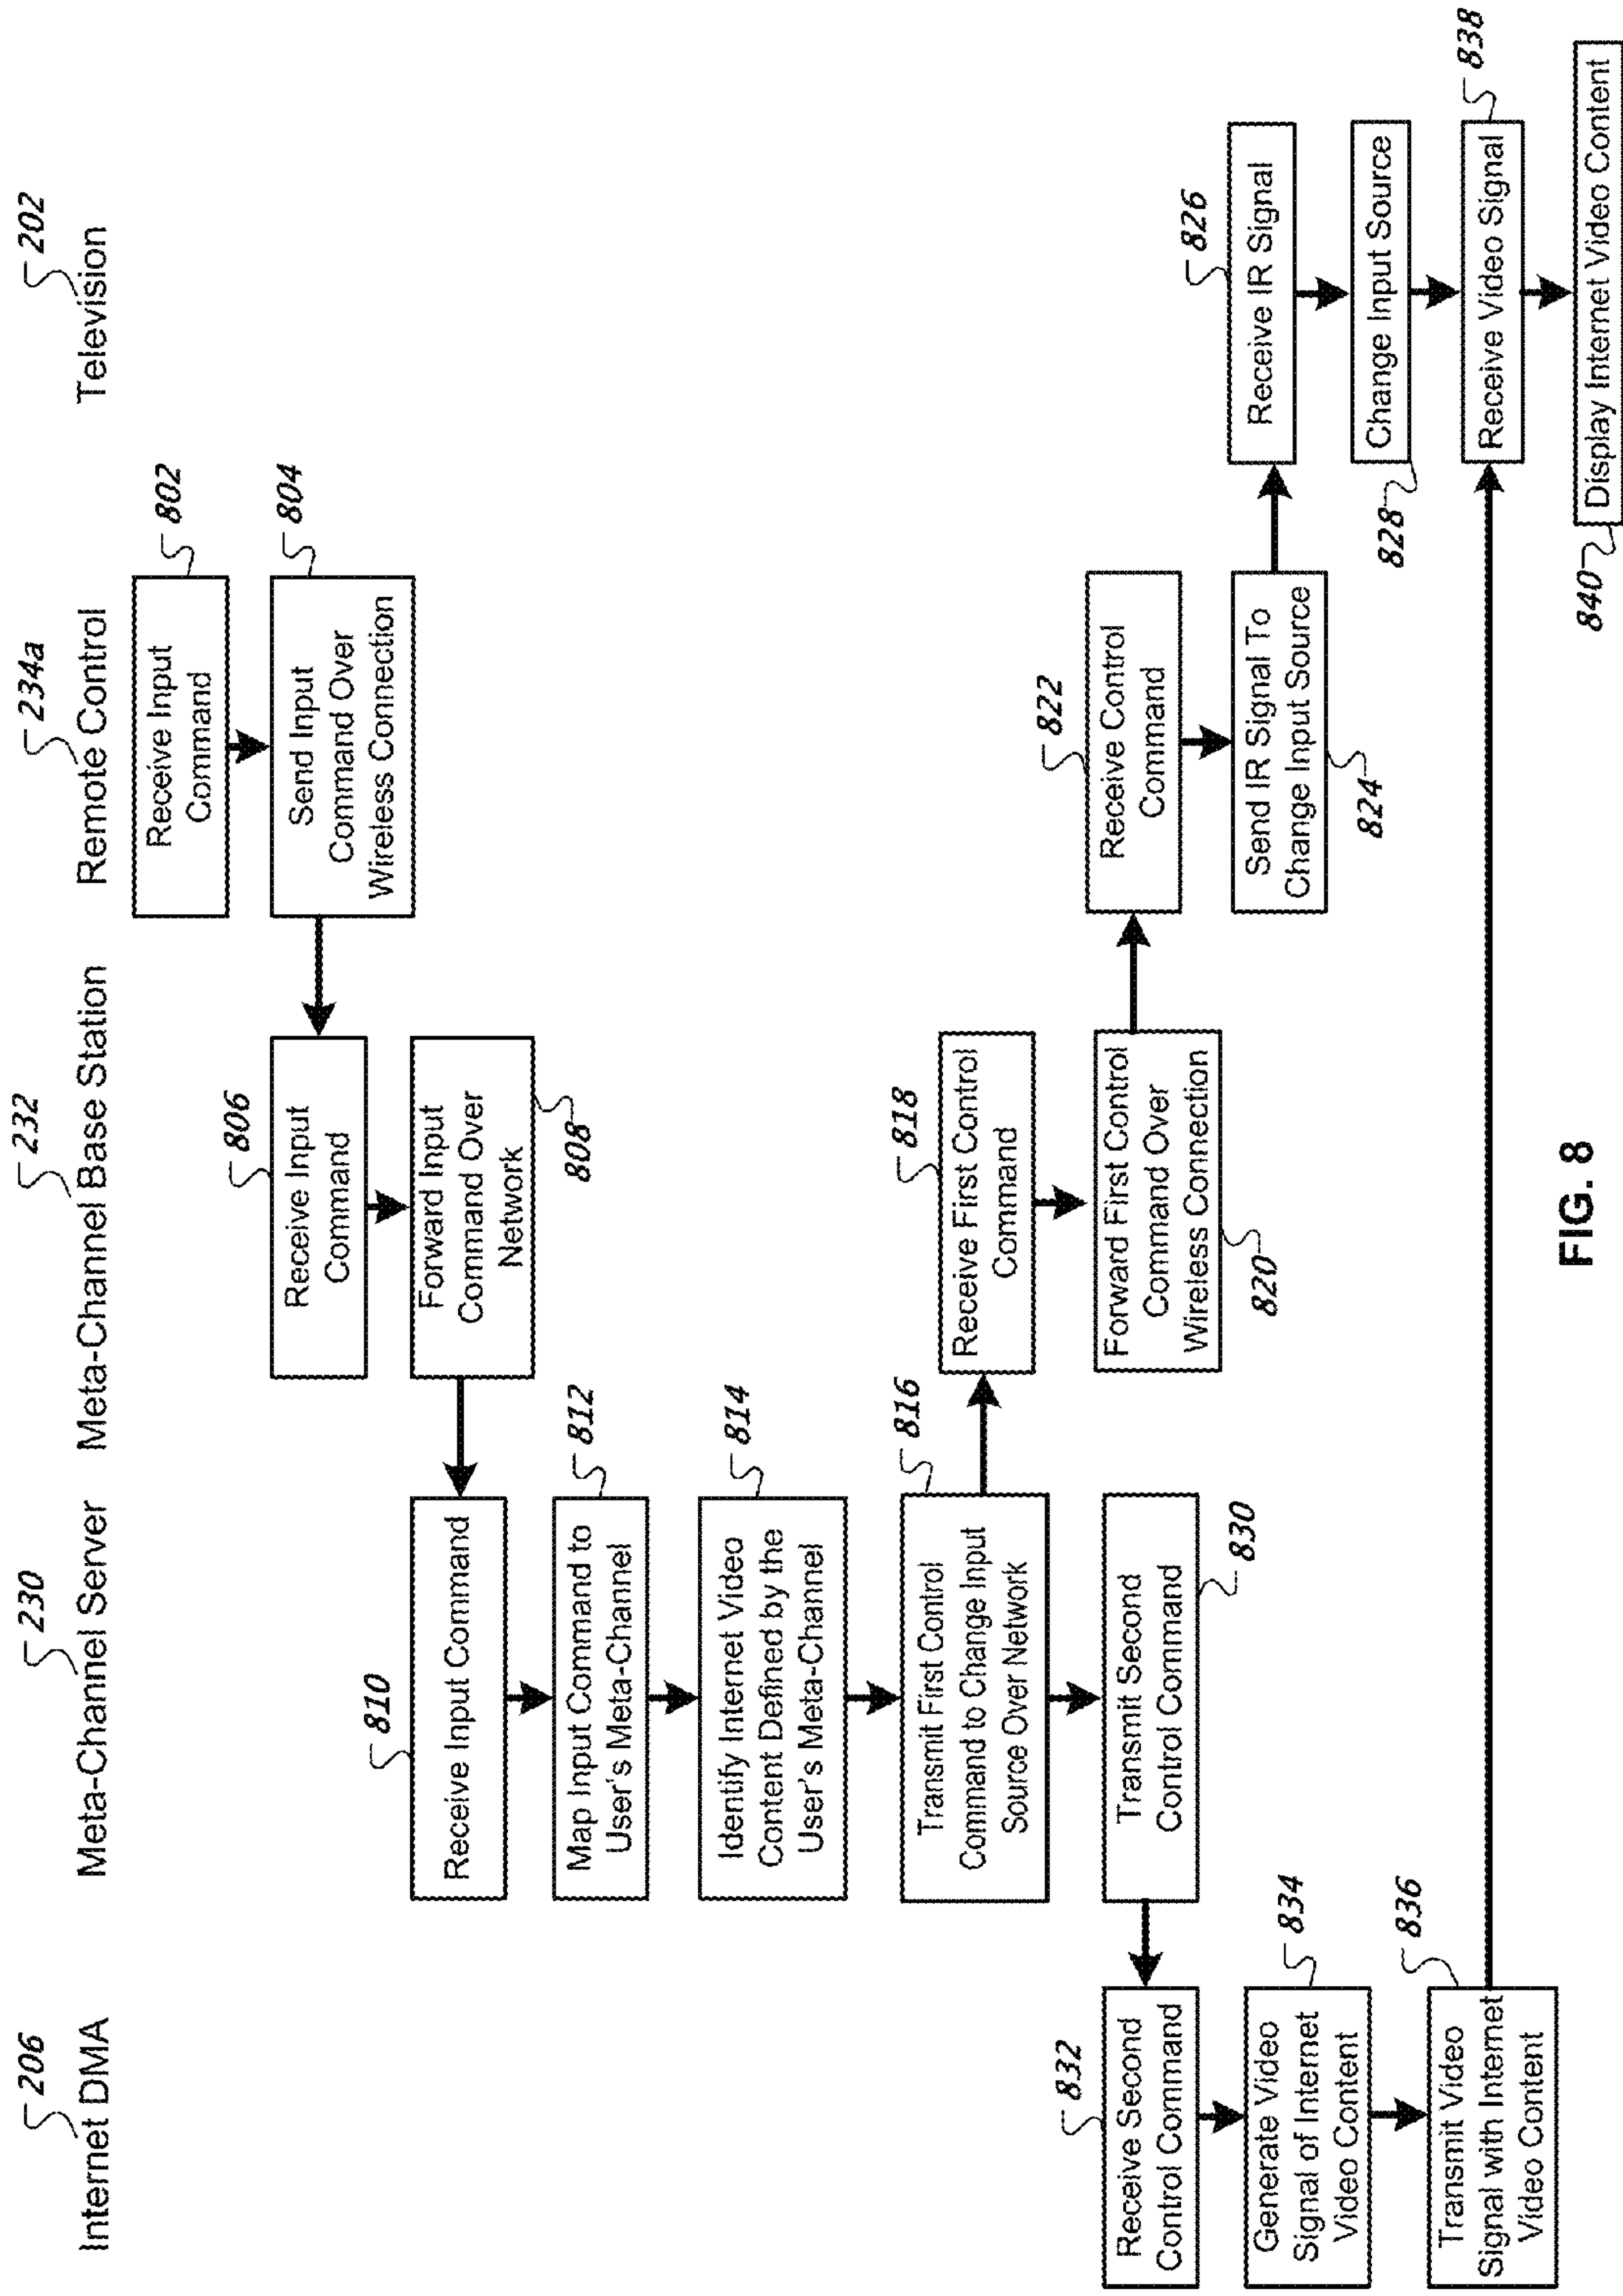 206
Internet DMA
230
Meta-Channel Server
232
Meta-Channel Base Station
234a
Remote Control
202
Television
802
Receive Input
Command
804
Send Input
Command Over
Wireless Connection
806
Receive Input
Command
Forward Input
Command Over
Network
808
810
Receive Input Command
812
Map Input Command to
User's Meta-Channel
814
Identify Internet Video
Content Defined by the
User's Meta-Channel
816
Transmit First Control
Command to Change Input
Source Over Network
818
Receive First Control
Command
Forward First Control
Command Over
Wireless Connection
820
822
Receive Control
Command
Send IR Signal To
Change Input Source
824
826
Receive IR Signal
Change Input Source
828
Transmit Second
Control Command
830
832
Receive Second
Control Command
834
Generate Video
Signal of Internet
Video Content
836
Transmit Video
Signal with Internet
Video Content
838
Receive Video Signal
840
Display Internet Video Content
FIG. 8